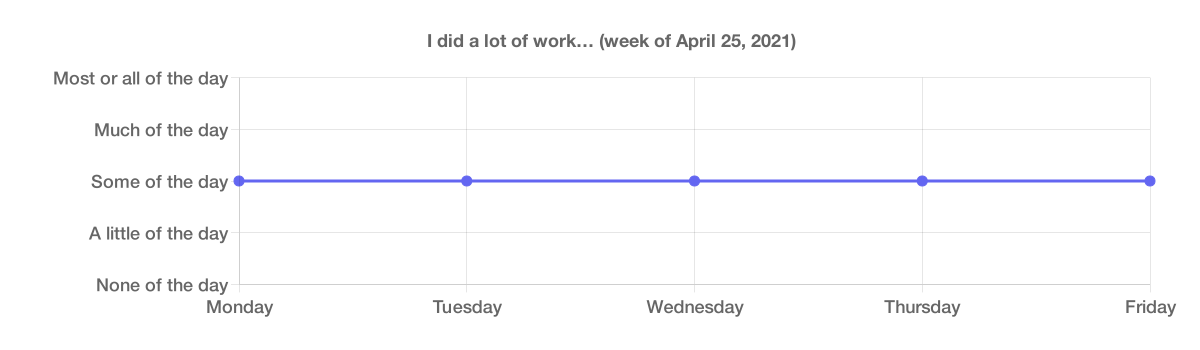 I did a lot of work... (week of April 25, 2021)
Most or all of the day
Much of the day
Some of the day
A little of the day
None of the day
Monday Tuesday Wednesday Thursday Friday